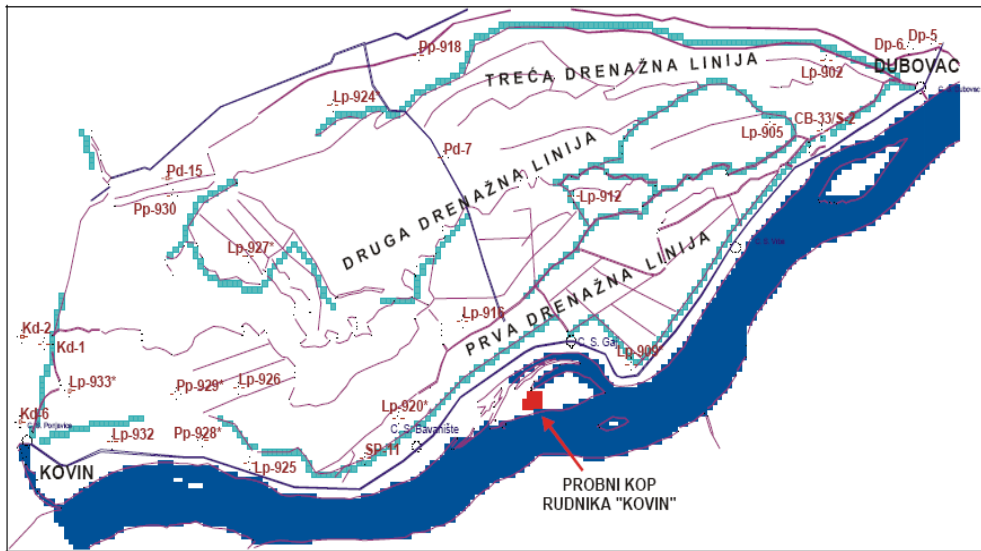 Dp-6
Dp-5
Pp-918
DUBOVAC
TREĆA DRENAŽNA LINIJA
Lp-902
Lp-924
CB-33/S-2
Lp-905
Pd-7
Pd-15
Lp-912
Pp-930
DRUGA DRENAŽNA LINIJA
Lp-927*
PRVA DRENAŽNA LINIJA
Lp-916
Kd-2
Kd-1
C. S. Gaj
Lp-909*
Lp-933*
Pp-929*
Lp-926
Lp-920*
Kd-6
C. S. Bavanište
Lp-932
Pp-928*
SP-11
Lp-925
KOVIN
PROBNI KOP
RUDNIKA "KOVIN"